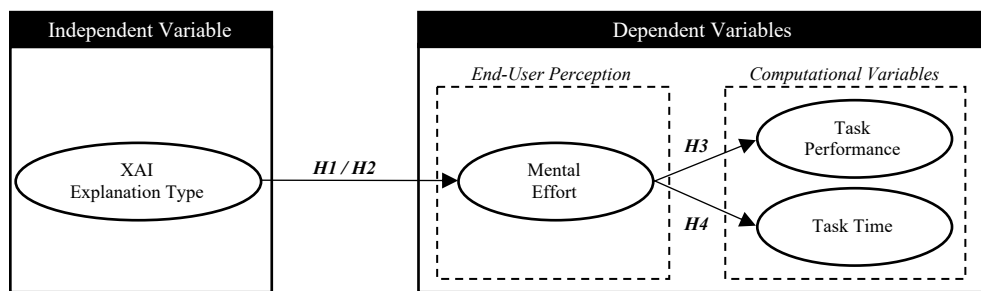 Independent Variable
Dependent Variables
End-User Perception
Computational Variables
XAI
Explanation Type
H1 / H2
Mental
Effort
H3
H4
Task
Performance
Task Time